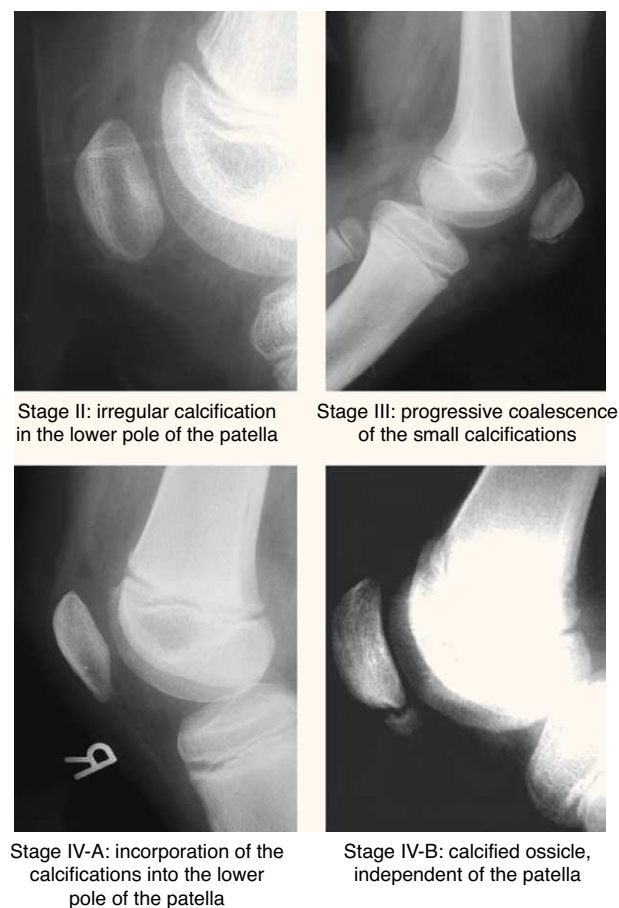 Stage II: irregular calcification
in the lower pole of the patella
Stage III: progressive coalescence
of the small calcifications
R
Stage IV-A: incorporation of the
calcifications into the lower
pole of the patella
Stage IV-B: calcified ossicle,
independent of the patella